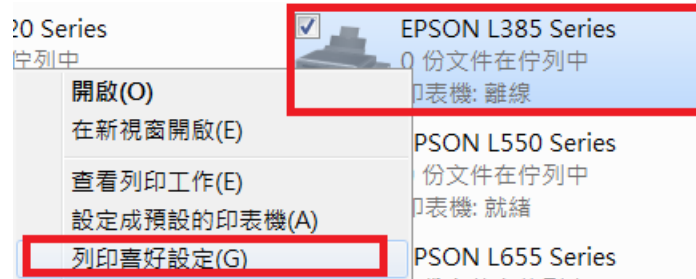 20 Series
佇列中
EPSON L385 Series
0 份文件在佇列中
印表機: 離線
開啟(O)
在新視窗開啟(E)
查看列印工作(E)
設定成預設的印表機(A)
列印喜好設定(G)
PSON L550 Series
份文件在佇列中
印表機: 就緒
PSON L655 Series